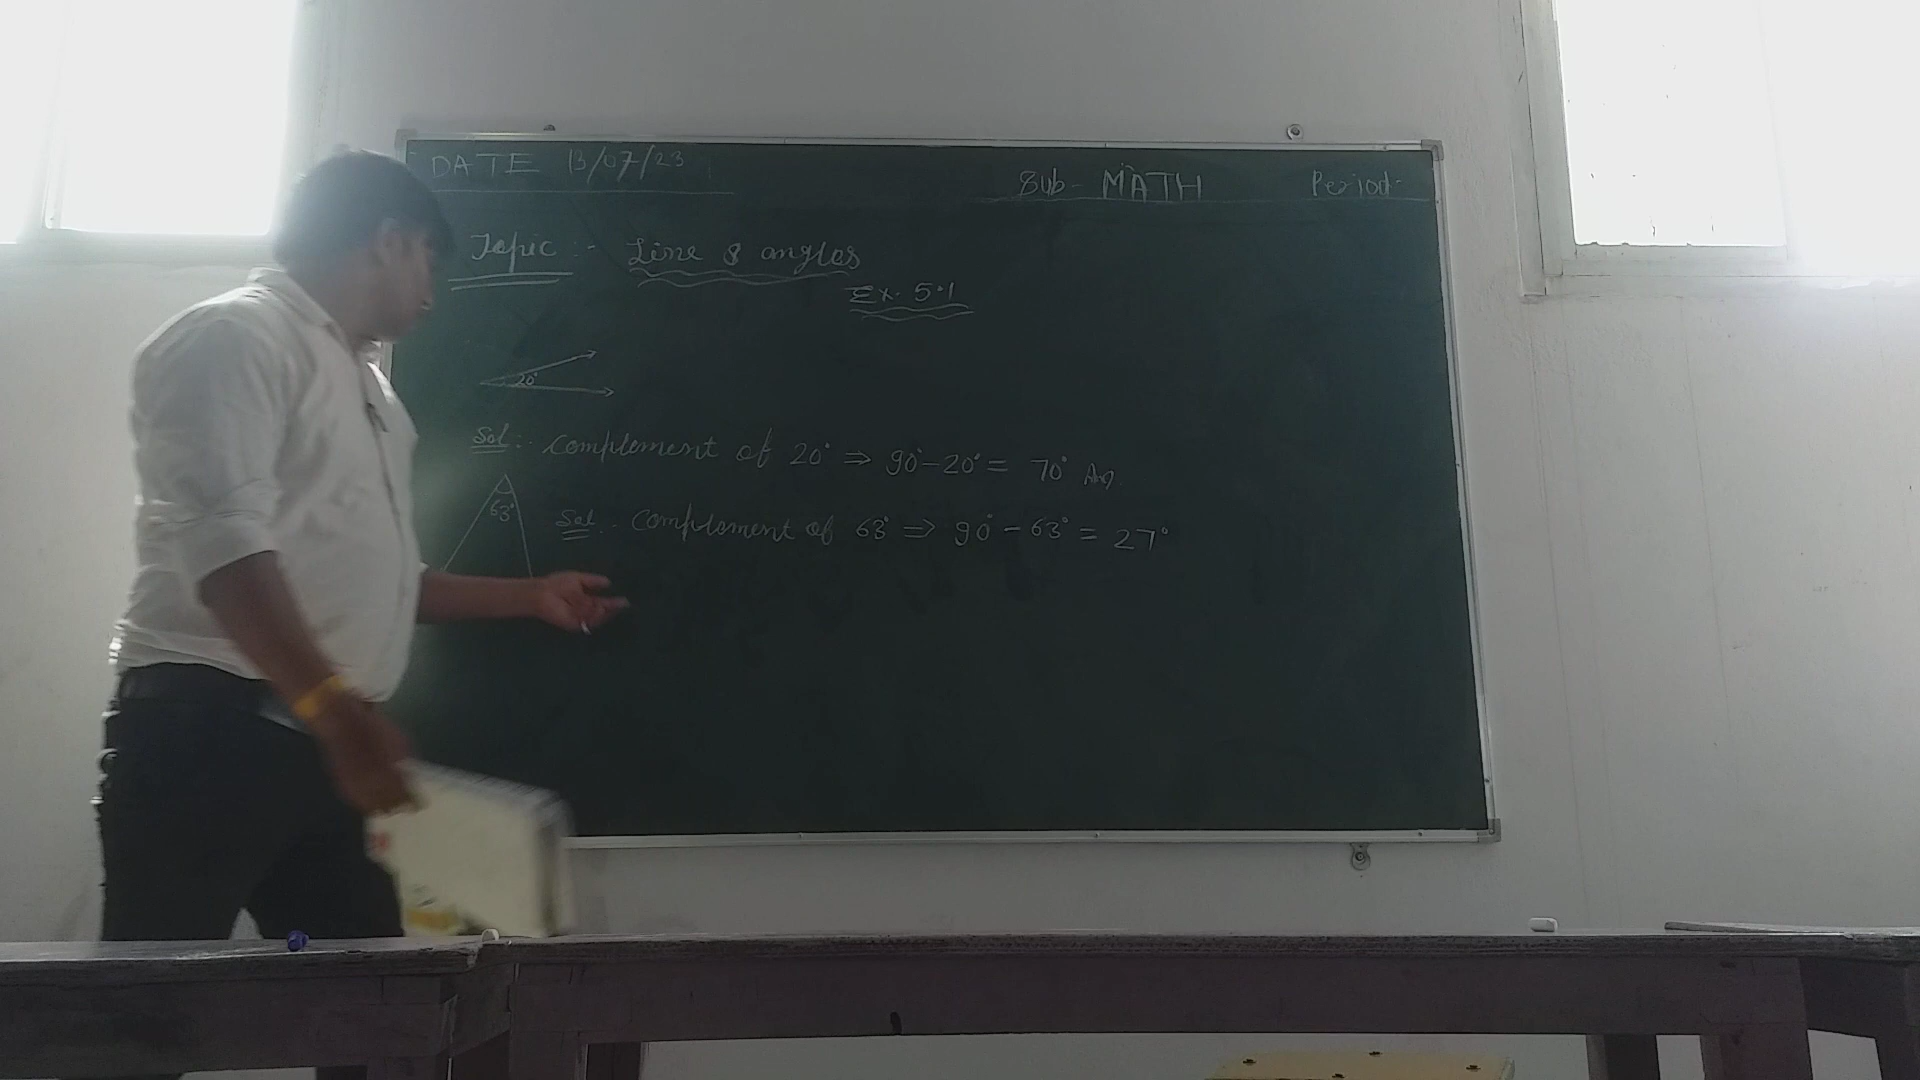 DATE 13/07/23 Sub- MATH Period-
Topic :- Line & angles
Ex. 5.1
20°
Sol :- complement of 20° ⇒ 90°-20° = 70° Ans.
63°
Sol :- complement of 63° ⇒ 90° - 63° = 27°